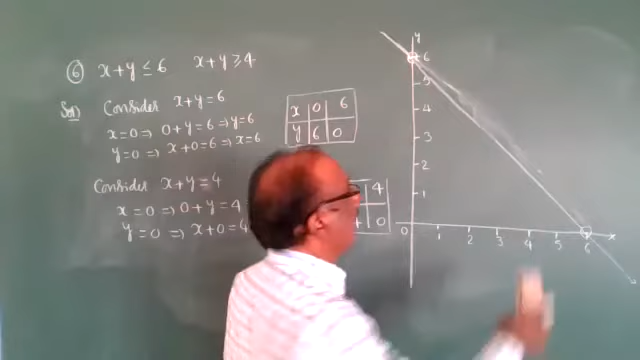 ⑥ x+y ≤ 6   x+y ≥ 4
Sol) Consider x+y=6
x=0 ⇒ 0+y=6 ⇒ y=6
y=0 ⇒ x+0=6 ⇒ x=6
x 0 6
y 6 0
Consider x+y=4
x=0 ⇒ 0+y=4
y=0 ⇒ x+0=4
4
0
y
6
5
4
3
2
1
0 1 2 3 4 5 6 x